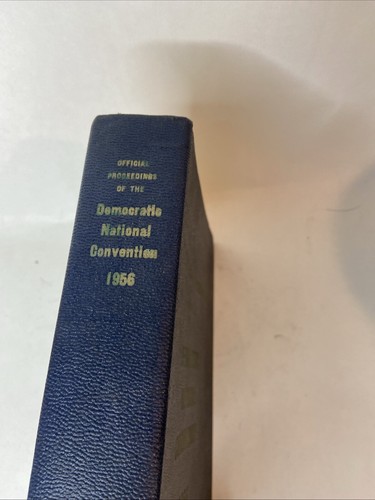 OFFICIAL
PROCEEDINGS
OF THE
Democratic
National
Convention
1956